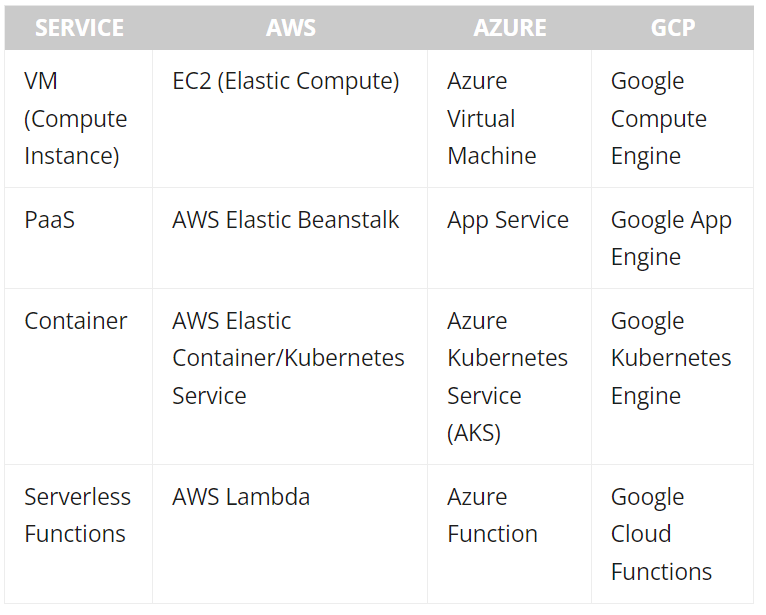 SERVICE AWS AZURE GCP
VM (Compute Instance) EC2 (Elastic Compute) Azure Virtual Machine Google Compute Engine
PaaS AWS Elastic Beanstalk App Service Google App Engine
Container AWS Elastic Container/Kubernetes Service Azure Kubernetes Service (AKS) Google Kubernetes Engine
Serverless Functions AWS Lambda Azure Function Google Cloud Functions